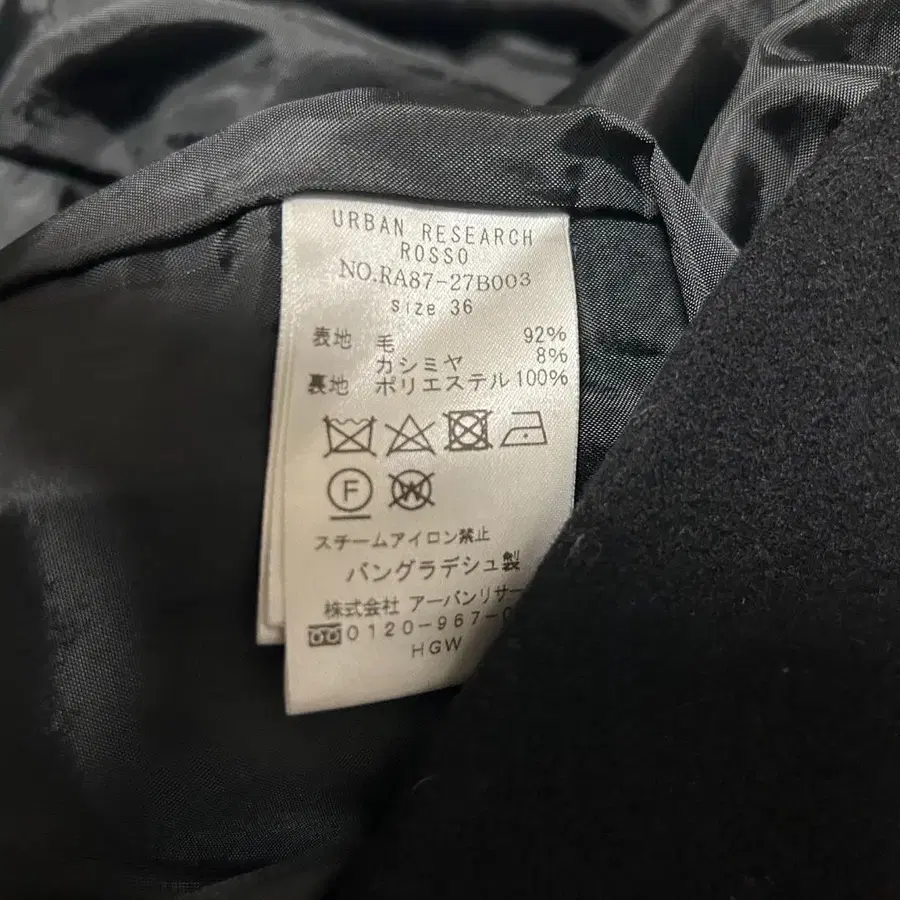 URBAN RESEARCH
ROSSO
NO.RA87-27B003
size 36
表地 毛 92%
カシミヤ 8%
裏地 ポリエステル 100%
F W
スチームアイロン禁止
バングラデシュ製
株式会社 アーバンリサー
0120-967-0
HGW